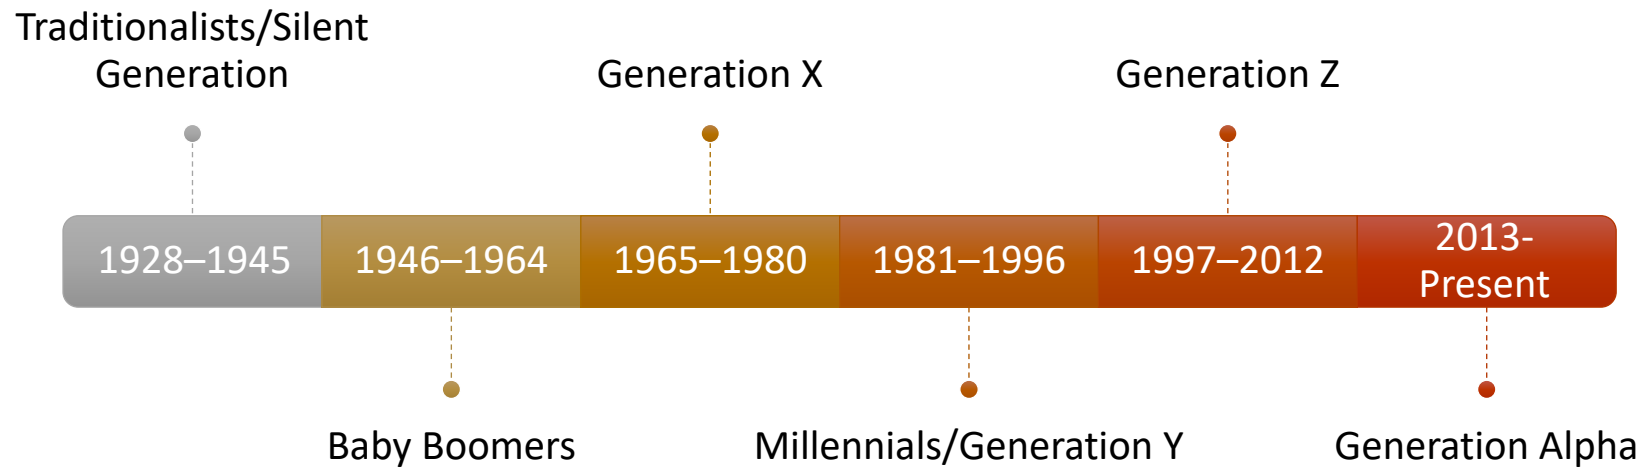 Traditionalists/Silent
Generation
Generation X
Generation Z
1928–1945
1946–1964
1965–1980
1981–1996
1997–2012
2013-
Present
Baby Boomers
Millennials/Generation Y
Generation Alpha